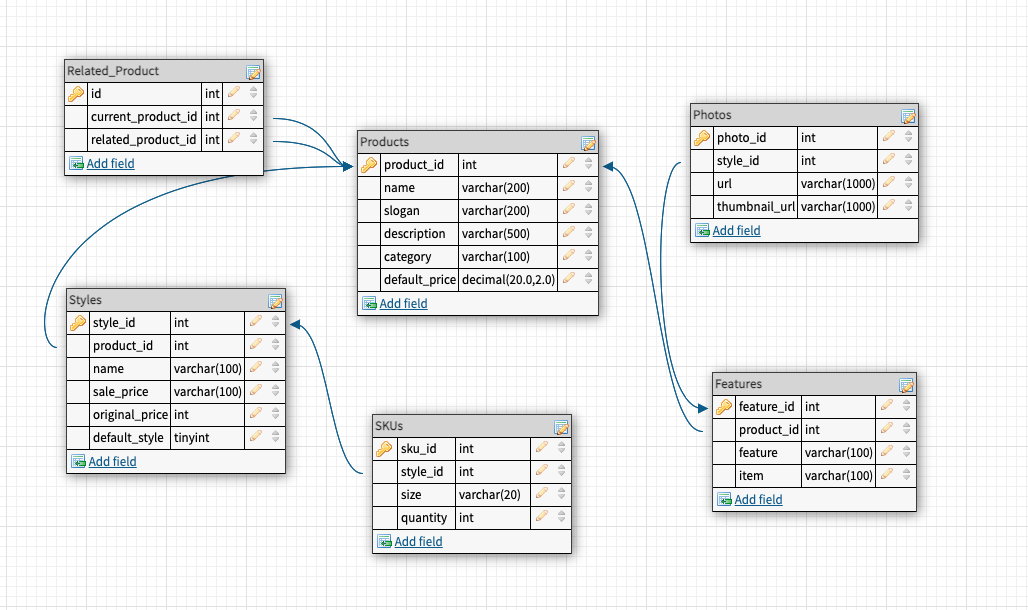 Related_Product
id int
current_product_id int
related_product_id int
Add field
Products
product_id int
name varchar(200)
slogan varchar(200)
description varchar(500)
category varchar(100)
default_price decimal(20.0,2.0)
Add field
Photos
photo_id int
style_id int
url varchar(1000)
thumbnail_url varchar(1000)
Add field
Styles
style_id int
product_id int
name varchar(100)
sale_price varchar(100)
original_price int
default_style tinyint
Add field
SKUs
sku_id int
style_id int
size varchar(20)
quantity int
Add field
Features
feature_id int
product_id int
feature varchar(100)
item varchar(100)
Add field